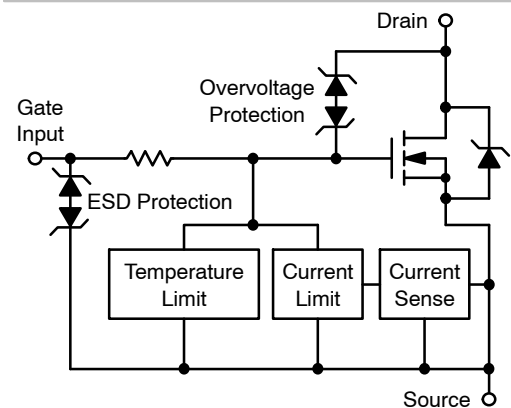 Drain
Overvoltage
Protection
Gate
Input
ESD Protection
Temperature
Limit
Current
Limit
Current
Sense
Source